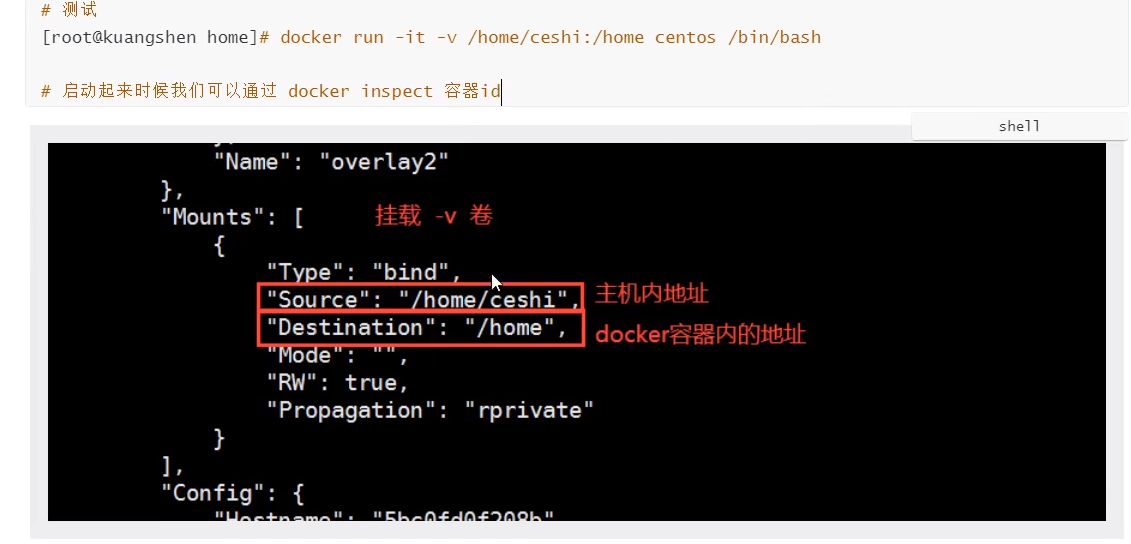 # 测试
[root@kuangshen home]# docker run -it -v /home/ceshi:/home centos /bin/bash
# 启动起来时候我们可以通过 docker inspect 容器id
shell
"Name": "overlay2"
},
"Mounts": [ 挂载 -v 卷
{
"Type": "bind",
"Source": "/home/ceshi", 主机内地址
"Destination": "/home", docker容器内的地址
"Mode": "",
"RW": true,
"Propagation": "rprivate"
}
],
"Config": {
"Hostname": "5bc0fd0f208b"